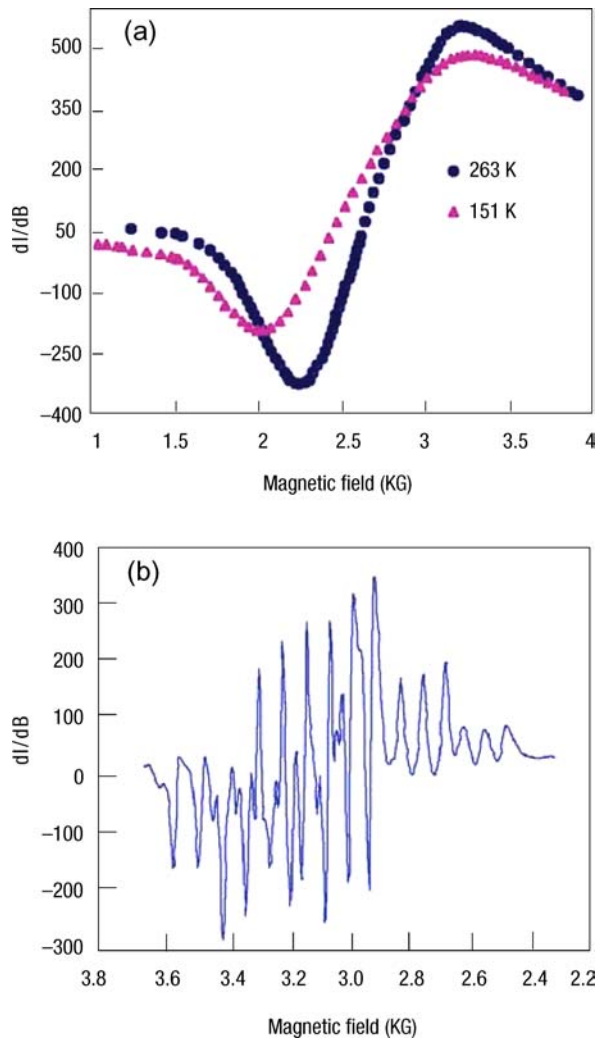 (a)
500
350
200
50
−100
−250
−400
dI/dB
263 K
151 K
1 1.5 2 2.5 3 3.5 4
Magnetic field (KG)
(b)
400
300
200
100
0
−100
−200
−300
dI/dB
3.8 3.6 3.4 3.2 3.0 2.8 2.6 2.4 2.2
Magnetic field (KG)